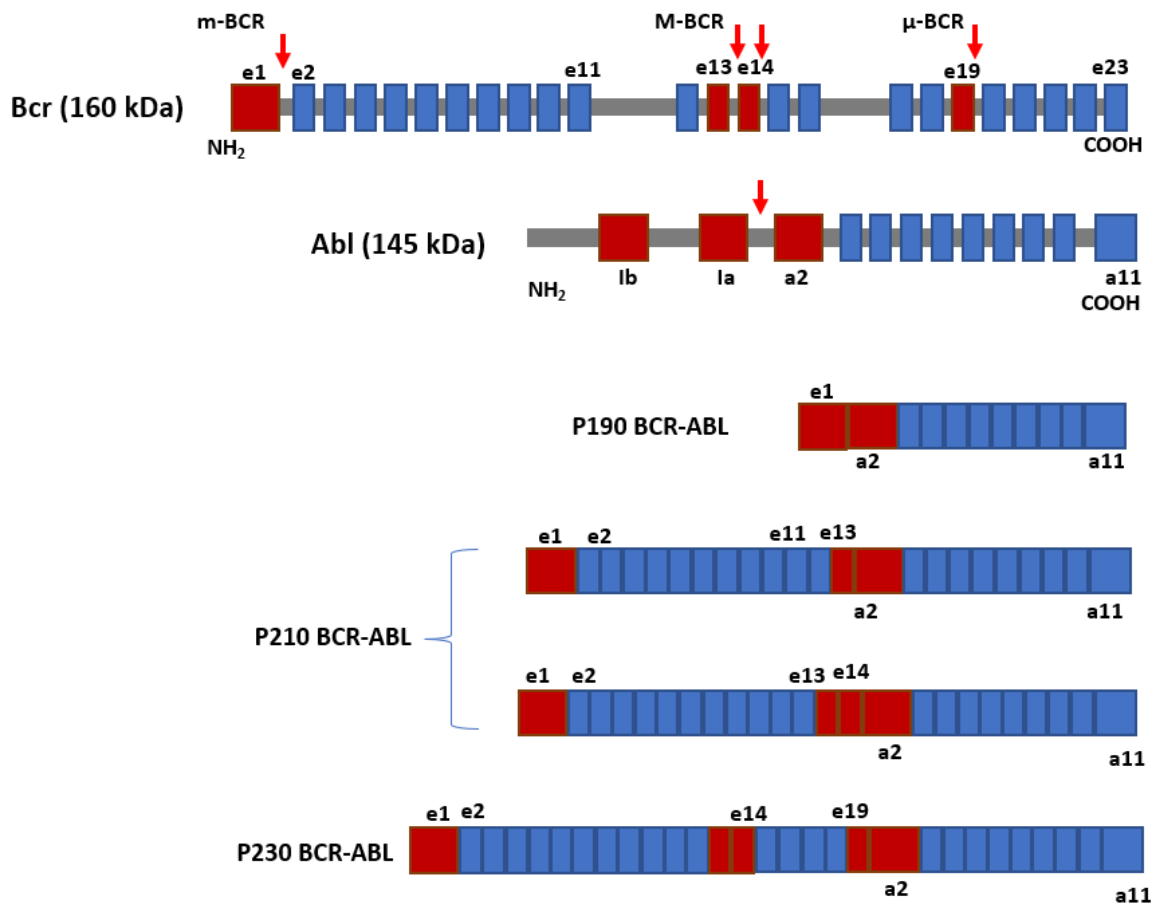 m-BCR M-BCR µ-BCR
e1 e2 e11 e13 e14 e19 e23
Bcr (160 kDa)
NH₂ COOH
Abl (145 kDa)
Ib Ia a2 a11
NH₂ COOH
e1
P190 BCR-ABL
a2 a11
e1 e2 e11 e13
a2 a11
P210 BCR-ABL
e1 e2 e13 e14
a2 a11
e1 e2 e14 e19
P230 BCR-ABL
a2 a11